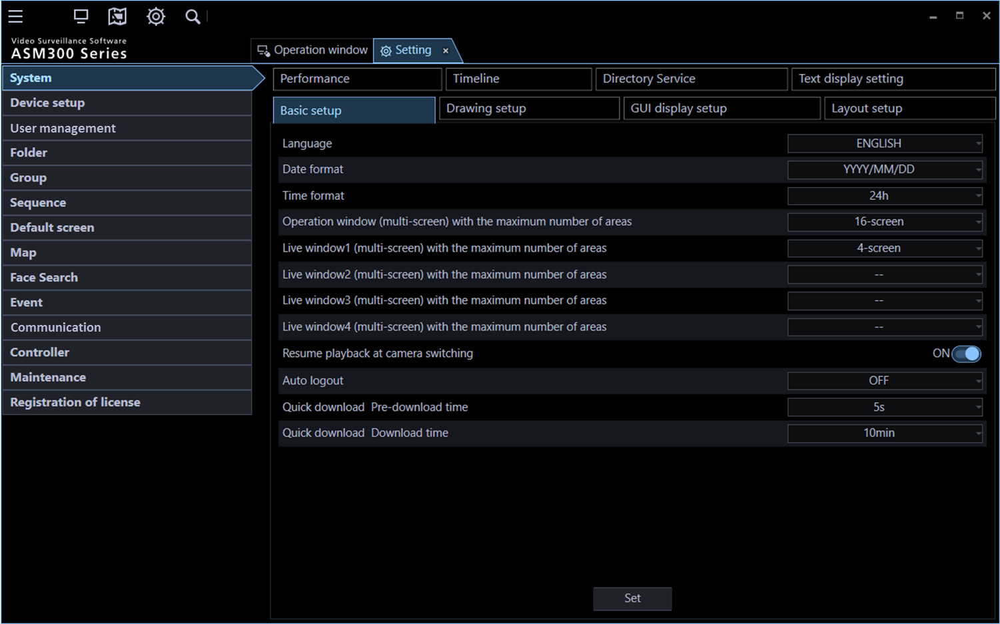 Video Surveillance Software
ASM300 Series
Operation window
Setting
System
Device setup
User management
Folder
Group
Sequence
Default screen
Map
Face Search
Event
Communication
Controller
Maintenance
Registration of license
Performance
Timeline
Directory Service
Text display setting
Basic setup
Drawing setup
GUI display setup
Layout setup
Language ENGLISH
Date format YYYY/MM/DD
Time format 24h
Operation window (multi-screen) with the maximum number of areas 16-screen
Live window1 (multi-screen) with the maximum number of areas 4-screen
Live window2 (multi-screen) with the maximum number of areas --
Live window3 (multi-screen) with the maximum number of areas --
Live window4 (multi-screen) with the maximum number of areas --
Resume playback at camera switching ON
Auto logout OFF
Quick download Pre-download time 5s
Quick download Download time 10min
Set